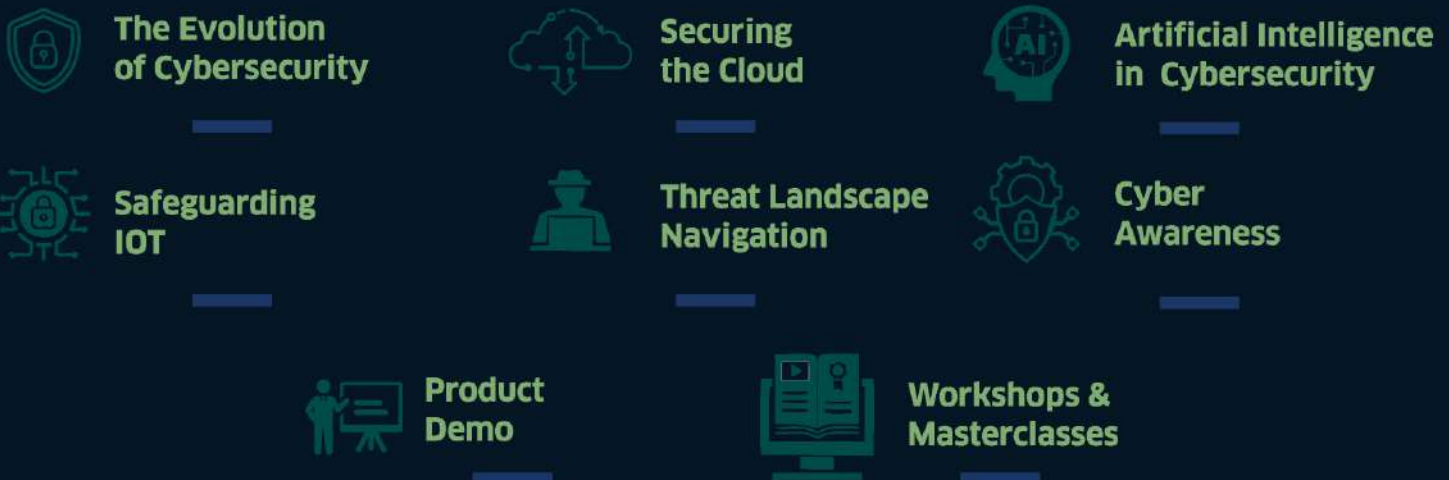 The Evolution
of Cybersecurity
Securing
the Cloud
AI
Artificial Intelligence
in Cybersecurity
Safeguarding
IOT
Threat Landscape
Navigation
Cyber
Awareness
Product
Demo
Workshops &
Masterclasses